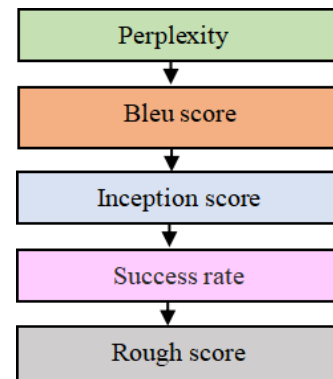 Perplexity
Bleu score
Inception score
Success rate
Rough score